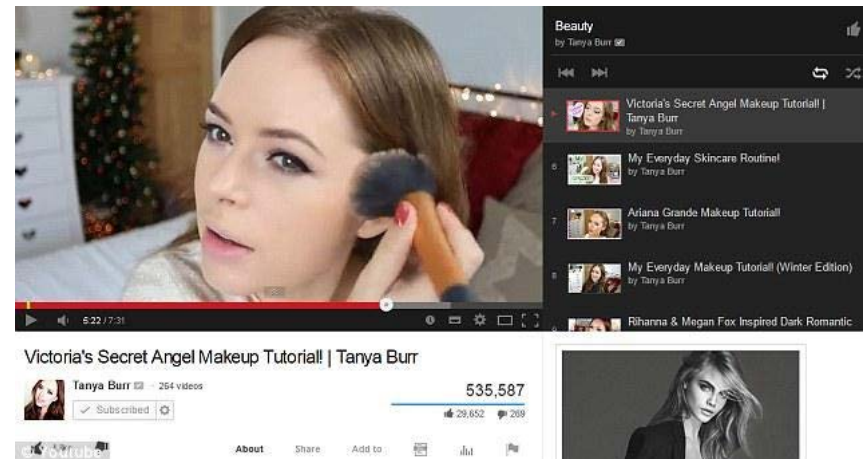 Beauty
by Tanya Burr
Victoria's Secret Angel Makeup Tutorial! |
Tanya Burr
by Tanya Burr
6
My Everyday Skincare Routine!
by Tanya Burr
7
Ariana Grande Makeup Tutorial!
by Tanya Burr
8
My Everyday Makeup Tutorial! (Winter Edition)
by Tanya Burr
Rihanna & Megan Fox Inspired Dark Romantic
5:22 / 7:31
Victoria's Secret Angel Makeup Tutorial! | Tanya Burr
Tanya Burr · 264 videos
Subscribed
535,587
29,652 269
About Share Add to
© Youtube